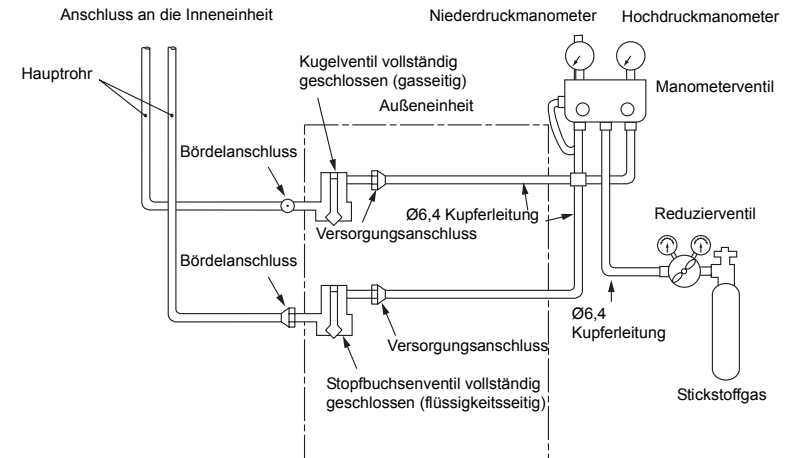 Anschluss an die Inneneinheit
Niederdruckmanometer
Hochdruckmanometer
Hauptrohr
Kugelventil vollständig
geschlossen (gasseitig)
Manometerventil
Außeneinheit
Bördelanschluss
Ø6,4 Kupferleitung
Reduzierventil
Versorgungsanschluss
Bördelanschluss
Ø6,4
Kupferleitung
Versorgungsanschluss
Stopfbuchsenventil vollständig
geschlossen (flüssigkeitsseitig)
Stickstoffgas